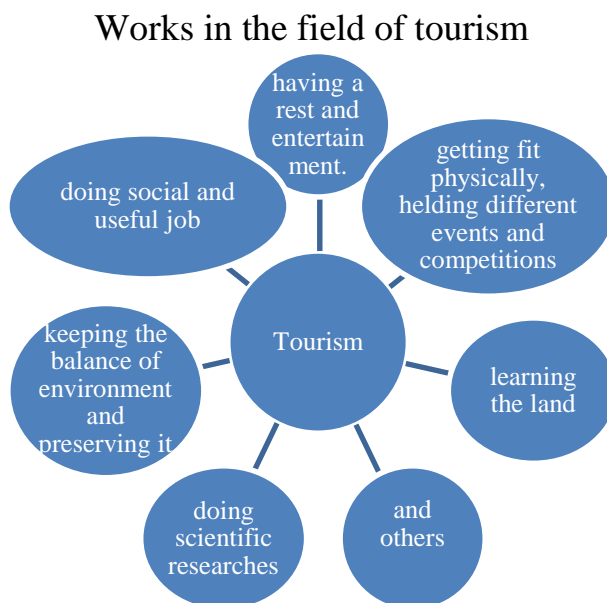 Works in the field of tourism
having a
rest and
entertain
ment.
getting fit
physically,
helding different
events and
competitions
learning
the land
and
others
doing
scientific
researches
keeping the
balance of
environment
and
preserving it
doing social and
useful job
Tourism